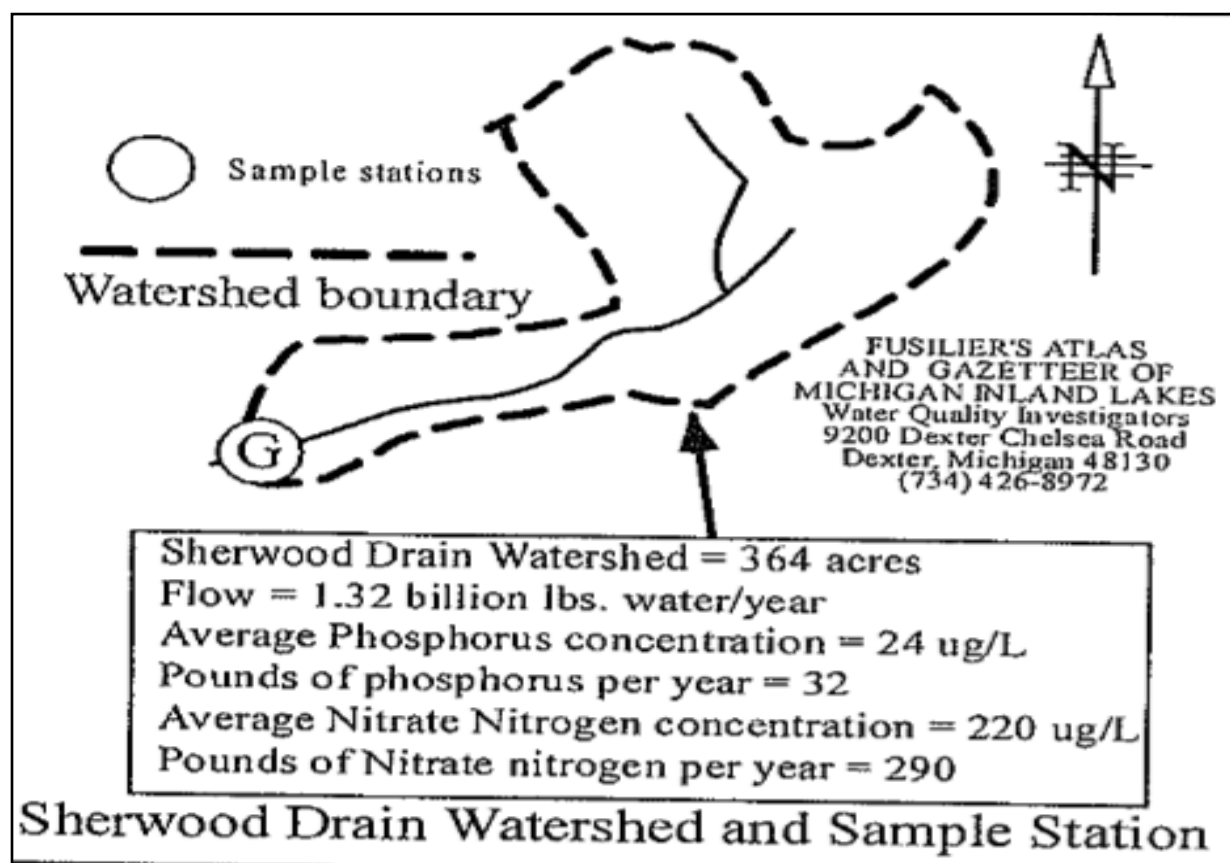 Sample stations
Watershed boundary
N
FUSILIER'S ATLAS
AND GAZETTEER OF
MICHIGAN INLAND LAKES
Water Quality Investigators
9200 Dexter Chelsea Road
Dexter, Michigan 48130
(734) 426-8972
G
Sherwood Drain Watershed = 364 acres
Flow = 1.32 billion lbs. water/year
Average Phosphorus concentration = 24 ug/L
Pounds of phosphorus per year = 32
Average Nitrate Nitrogen concentration = 220 ug/L
Pounds of Nitrate nitrogen per year = 290
Sherwood Drain Watershed and Sample Station